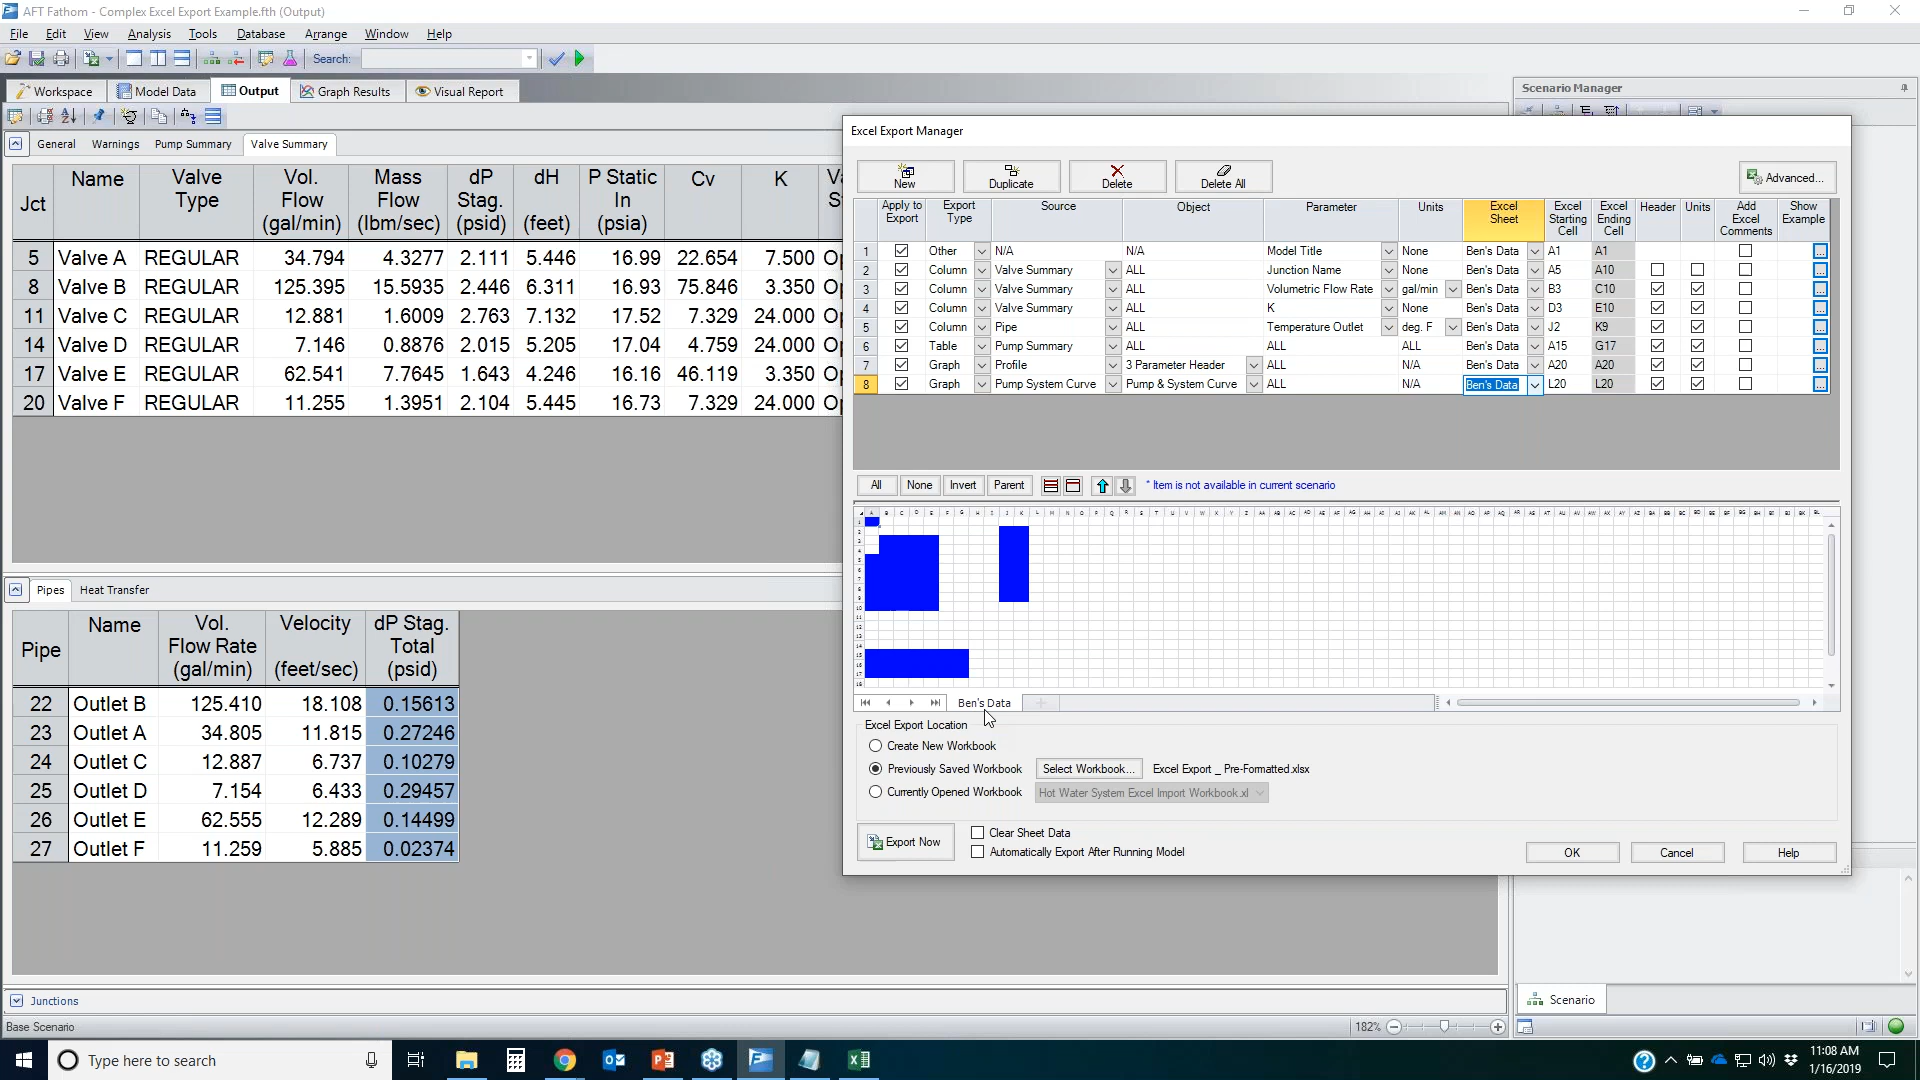 AFT Fathom - Complex Excel Export Example.fth (Output)
File Edit View Analysis Tools Database Arrange Window Help
Search:
Workspace Model Data Output Graph Results Visual Report
Scenario Manager
General Warnings Pump Summary Valve Summary
Jct Name Valve Type Vol. Flow (gal/min) Mass Flow (lbm/sec) dP Stag. (psid) dH (feet) P Static In (psia) Cv K
5 Valve A REGULAR 34.794 4.3277 2.111 5.446 16.99 22.654 7.500
8 Valve B REGULAR 125.395 15.5935 2.446 6.311 16.93 75.846 3.350
11 Valve C REGULAR 12.881 1.6009 2.763 7.132 17.52 7.329 24.000
14 Valve D REGULAR 7.146 0.8876 2.015 5.205 17.04 4.759 24.000
17 Valve E REGULAR 62.541 7.7645 1.643 4.246 16.16 46.119 3.350
20 Valve F REGULAR 11.255 1.3951 2.104 5.445 16.73 7.329 24.000
Pipes Heat Transfer
Pipe Name Vol. Flow Rate (gal/min) Velocity (feet/sec) dP Stag. Total (psid)
22 Outlet B 125.410 18.108 0.15613
23 Outlet A 34.805 11.815 0.27246
24 Outlet C 12.887 6.737 0.10279
25 Outlet D 7.154 6.433 0.29457
26 Outlet E 62.555 12.289 0.14499
27 Outlet F 11.259 5.885 0.02374
Junctions
Base Scenario
182%
Excel Export Manager
New Duplicate Delete Delete All Advanced...
Apply to Export Export Type Source Object Parameter Units Excel Sheet Excel Starting Cell Excel Ending Cell Header Units Add Excel Comments Show Example
1 Other N/A N/A Model Title None Ben's Data A1 A1 ...
2 Column Valve Summary ALL Junction Name None Ben's Data A5 A10 ...
3 Column Valve Summary ALL Volumetric Flow Rate gal/min Ben's Data B3 C10 ...
4 Column Valve Summary ALL K None Ben's Data D3 E10 ...
5 Column Pipe ALL Temperature Outlet deg. F Ben's Data J2 K9 ...
6 Table Pump Summary ALL ALL ALL Ben's Data A15 G17 ...
7 Graph Profile 3 Parameter Header ALL N/A Ben's Data A20 A20 ...
8 Graph Pump System Curve Pump & System Curve ALL N/A Ben's Data L20 L20 ...
All None Invert Parent * Item is not available in current scenario
Ben's Data
Excel Export Location
Create New Workbook
Previously Saved Workbook Select Workbook... Excel Export _ Pre-Formatted.xlsx
Currently Opened Workbook Hot Water System Excel Import Workbook.xl
Export Now
Clear Sheet Data
Automatically Export After Running Model
OK Cancel Help
Scenario
Type here to search
11:08 AM
1/16/2019